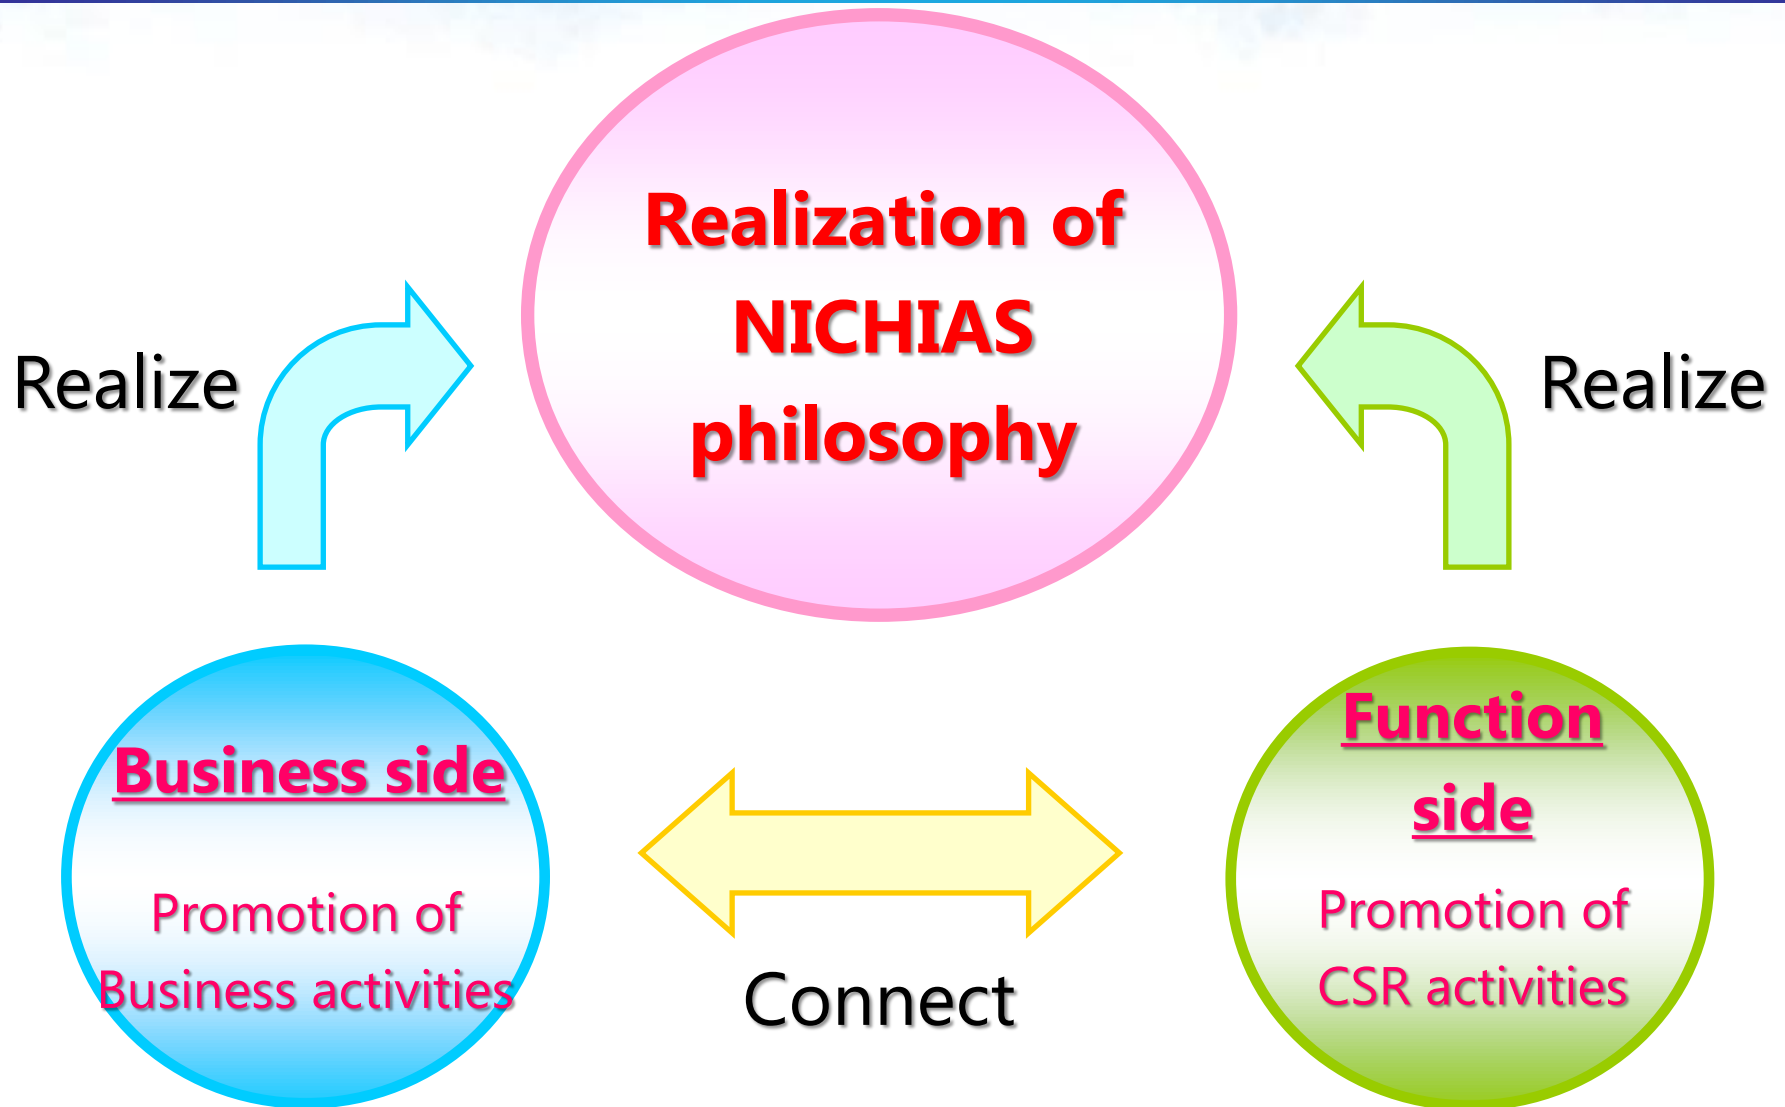 Realization of
NICHIAS
philosophy
Realize
Realize
Business side
Promotion of
Business activities
Connect
Function
side
Promotion of
CSR activities